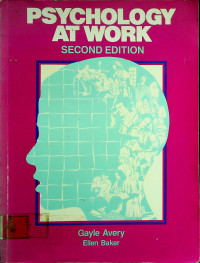 PSYCHOLOGY
AT WORK
SECOND EDITION
Gayle Avery
Ellen Baker